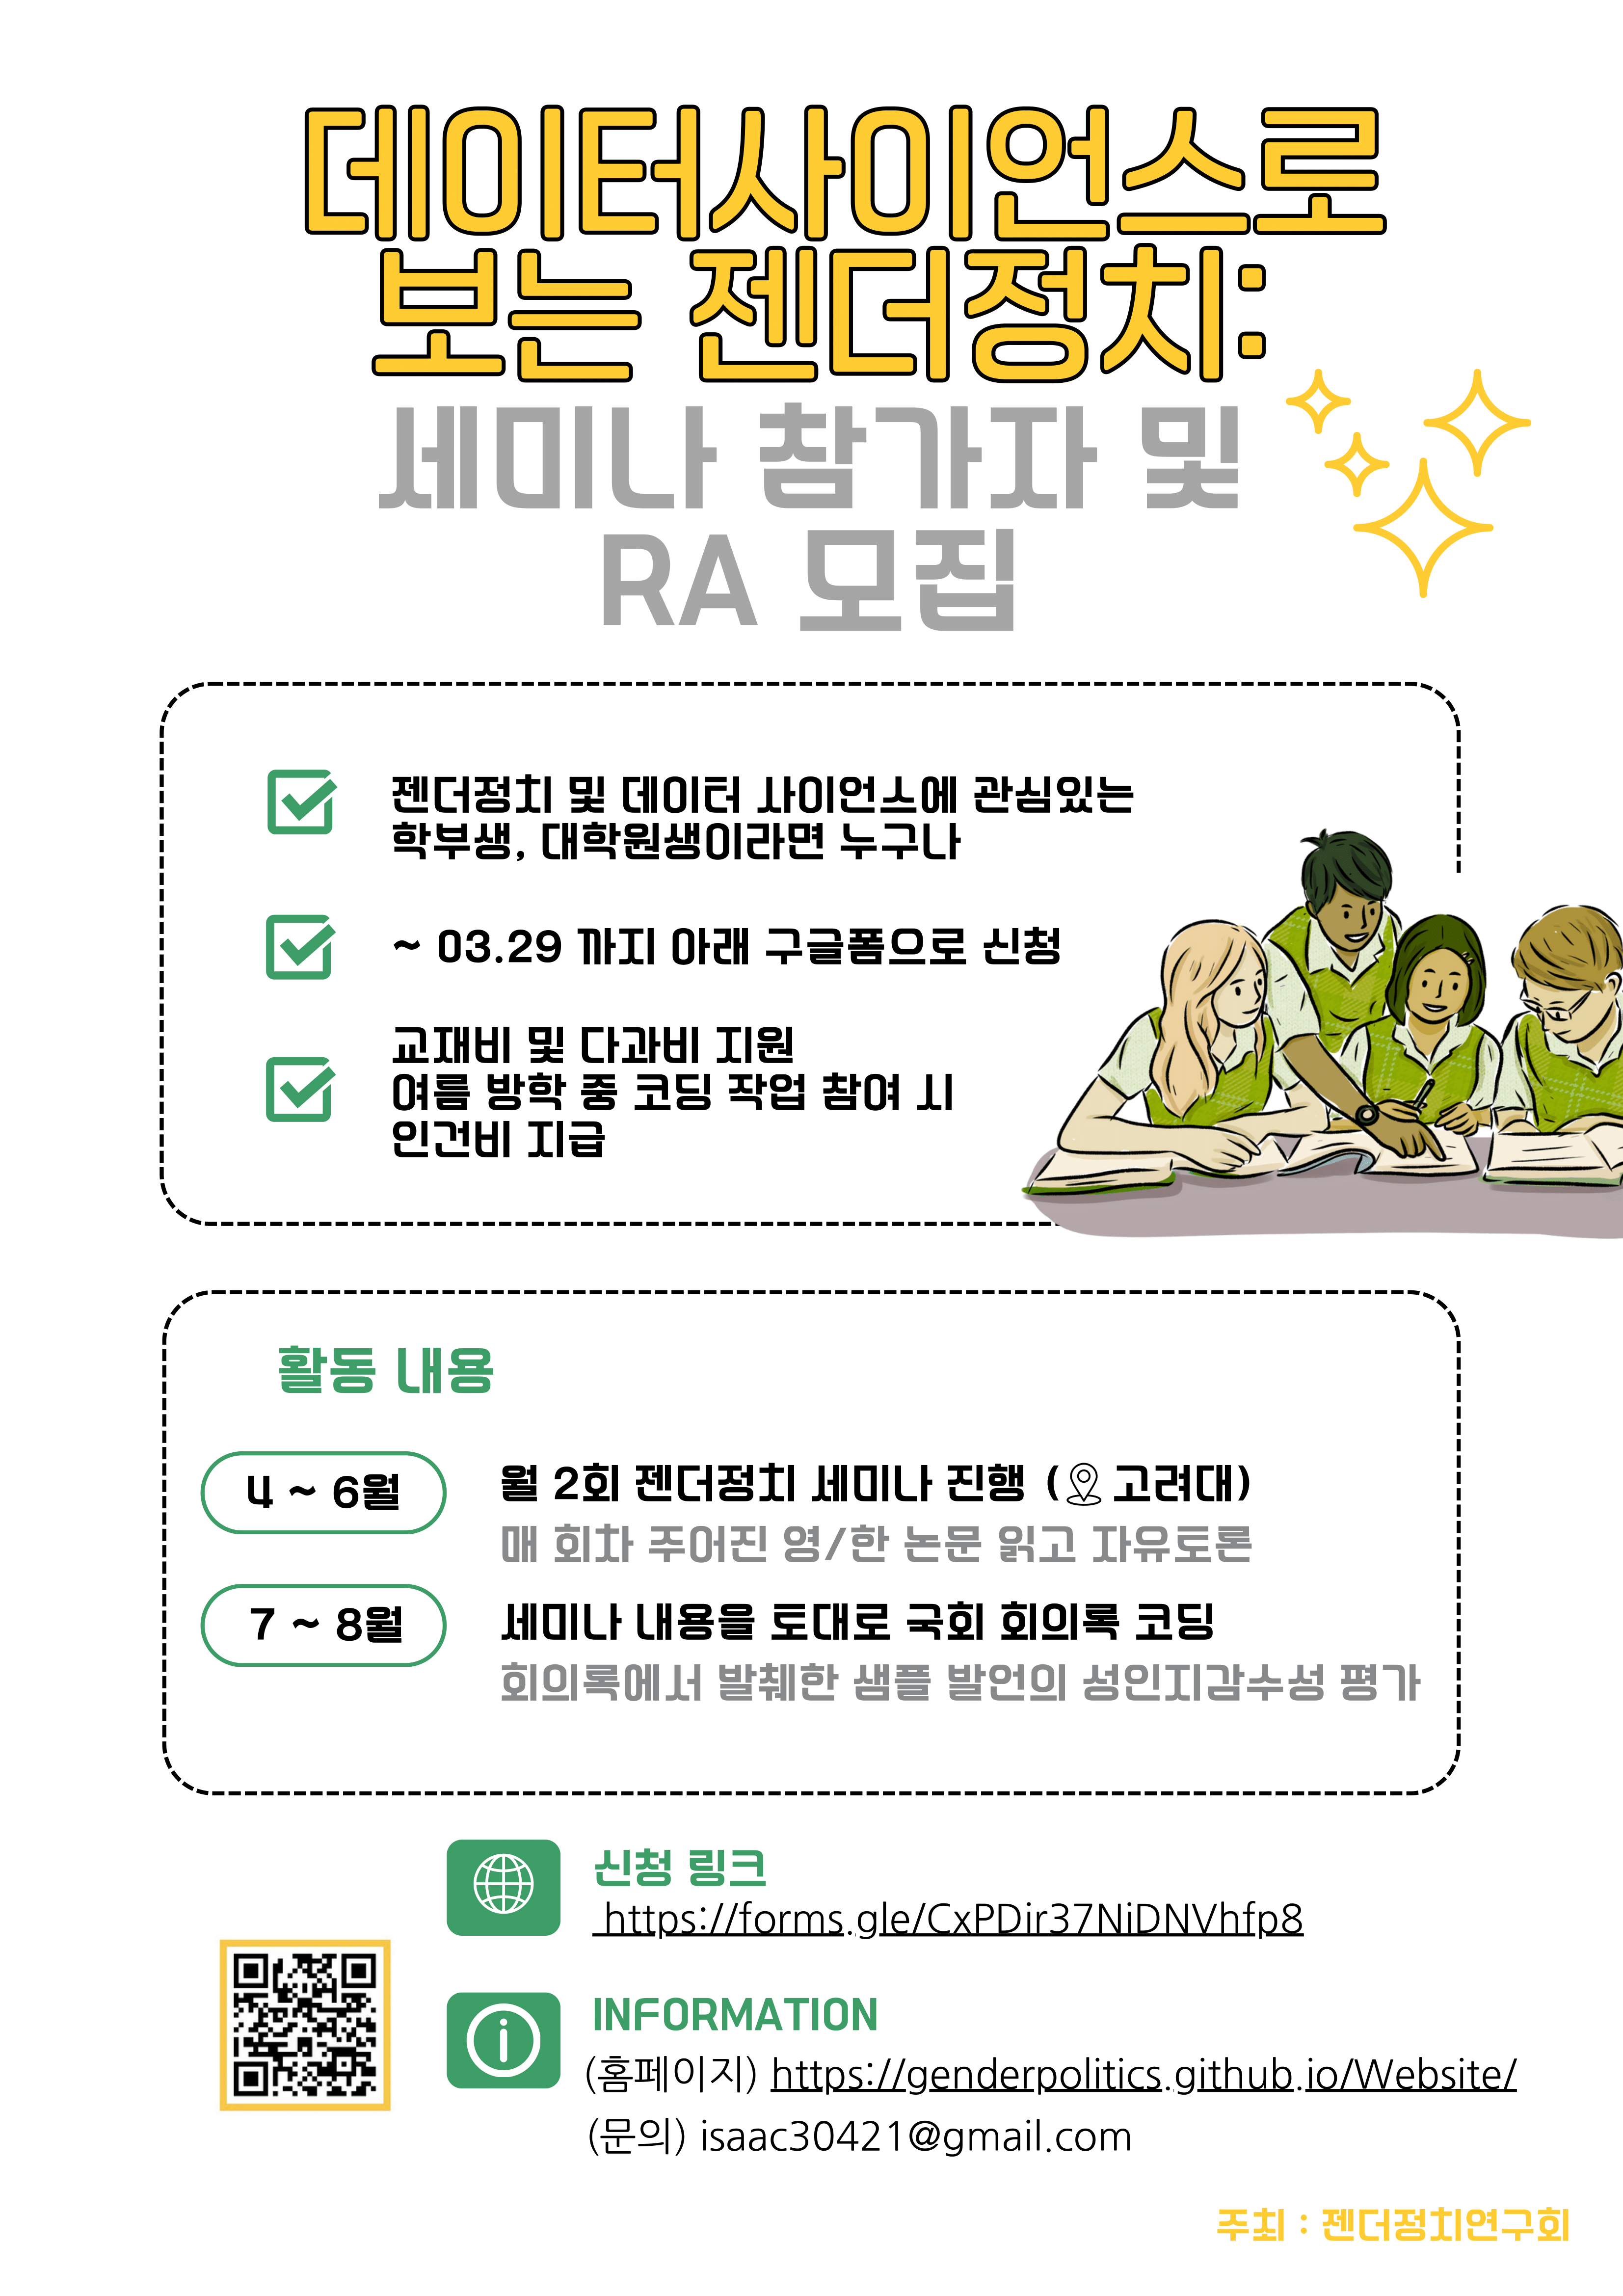 데이터사이언스로
보는 젠더정치:
세미나 참가자 및
RA 모집
젠더정치 및 데이터 사이언스에 관심있는
학부생, 대학원생이라면 누구나
~ 03.29 까지 아래 구글폼으로 신청
교재비 및 다과비 지원
여름 방학 중 코딩 작업 참여 시
인건비 지급
활동 내용
4 ~ 6월
월 2회 젠더정치 세미나 진행 ( 고려대)
매 회차 주어진 영/한 논문 읽고 자유토론
7 ~ 8월
세미나 내용을 토대로 국회 회의록 코딩
회의록에서 발췌한 샘플 발언의 성인지감수성 평가
신청 링크
https://forms.gle/CxPDir37NiDNVhfp8
INFORMATION
(홈페이지) https://genderpolitics.github.io/Website/
(문의) isaac30421@gmail.com
주최 : 젠더정치연구회